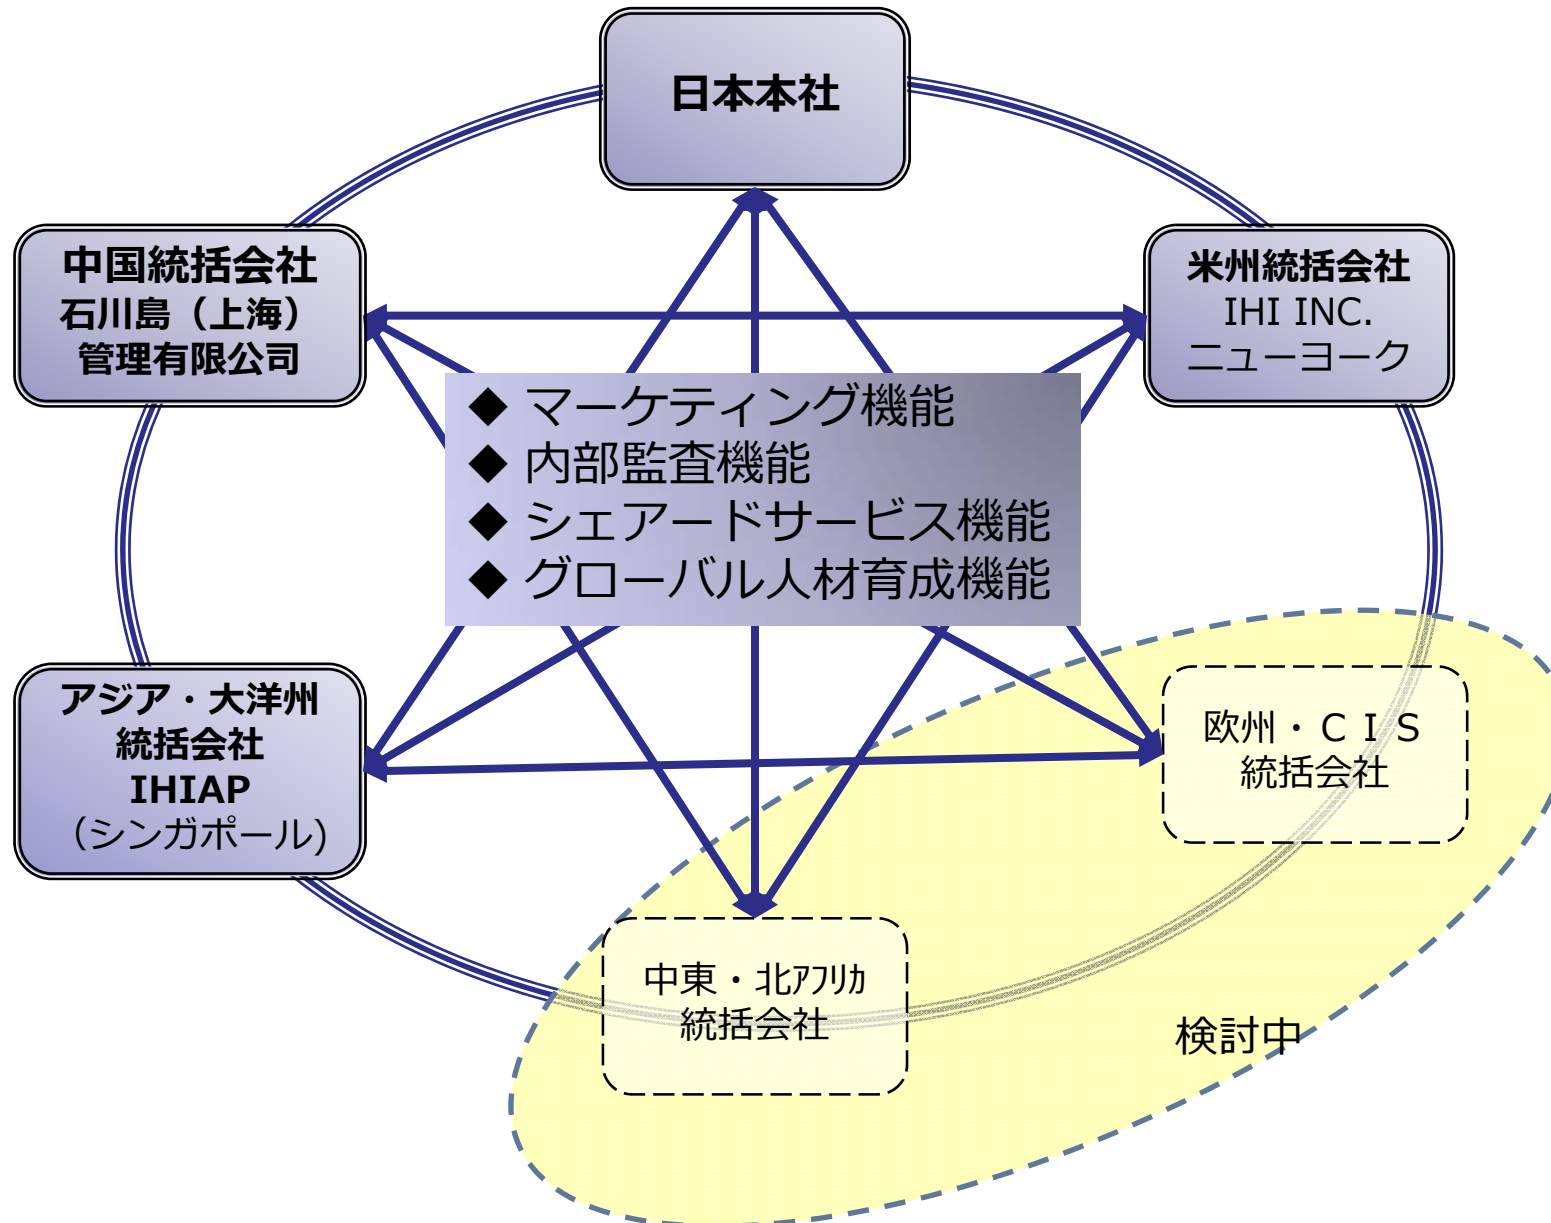 日本本社
中国統括会社
石川島（上海）
管理有限公司
米州統括会社
IHI INC.
ニューヨーク
◆ マーケティング機能
◆ 内部監査機能
◆ シェアードサービス機能
◆ グローバル人材育成機能
アジア・大洋州
統括会社
IHIAP
（シンガポール)
欧州・ＣＩＳ
統括会社
中東・北ｱﾌﾘｶ
統括会社
検討中